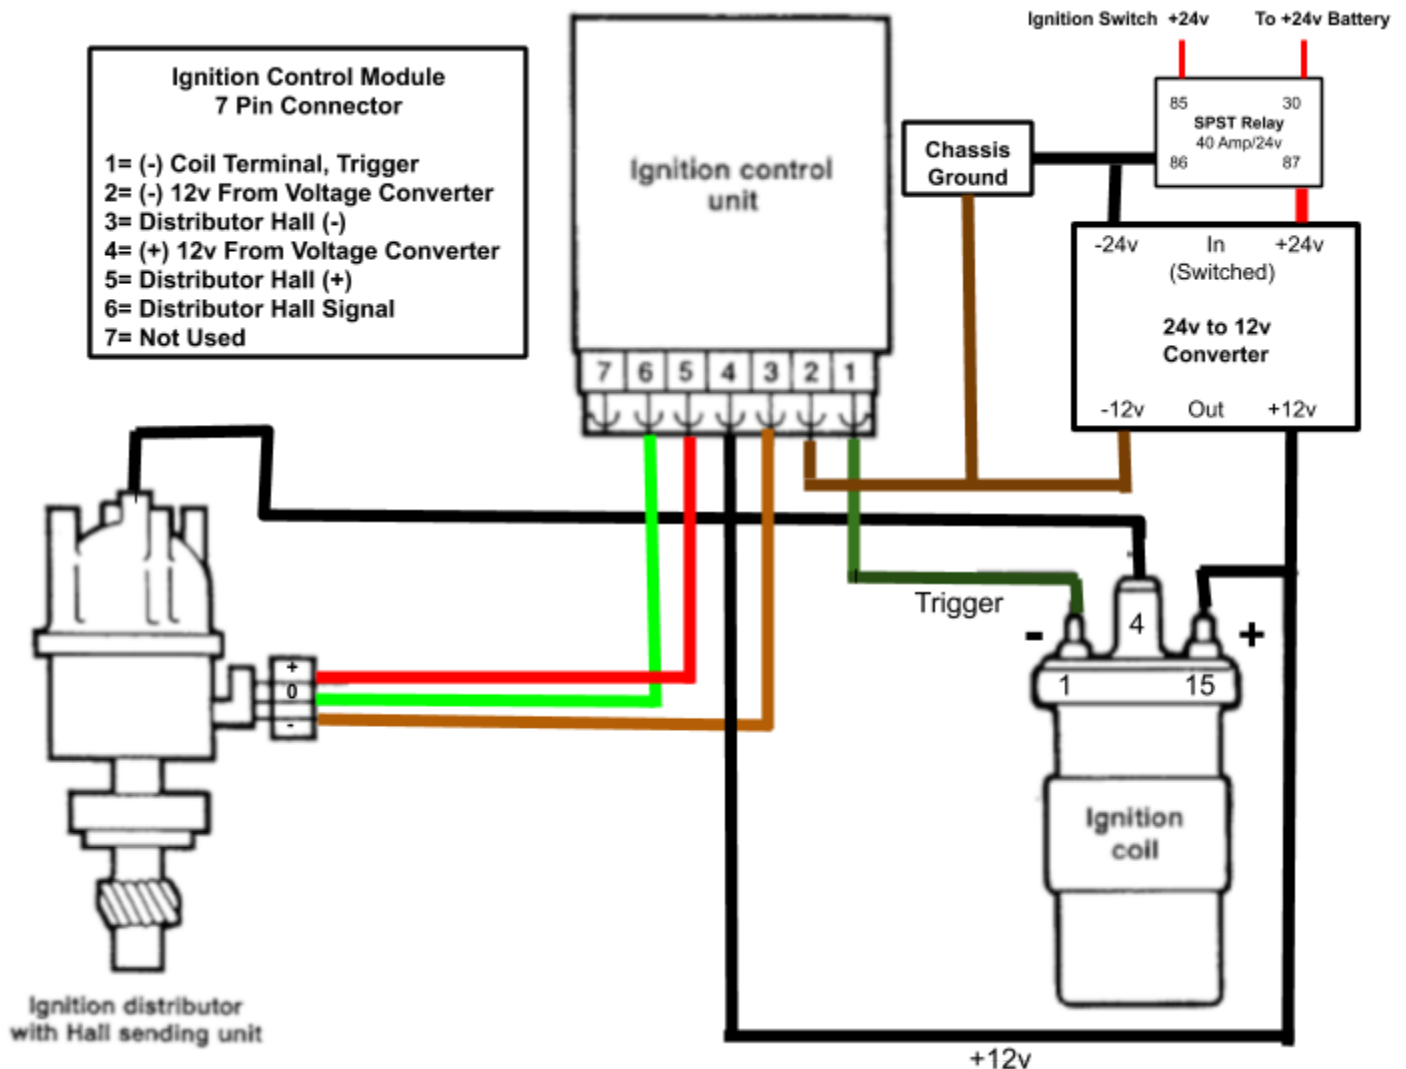 Ignition Switch +24v To +24v Battery
Ignition Control Module
7 Pin Connector
1= (-) Coil Terminal, Trigger
2= (-) 12v From Voltage Converter
3= Distributor Hall (-)
4= (+) 12v From Voltage Converter
5= Distributor Hall (+)
6= Distributor Hall Signal
7= Not Used
Ignition control
unit
7 6 5 4 3 2 1
Chassis
Ground
85 30
SPST Relay
40 Amp/24v
86 87
-24v In +24v
(Switched)
24v to 12v
Converter
-12v Out +12v
Trigger
- 4 +
1 15
Ignition
coil
+
0
-
Ignition distributor
with Hall sending unit
+12v